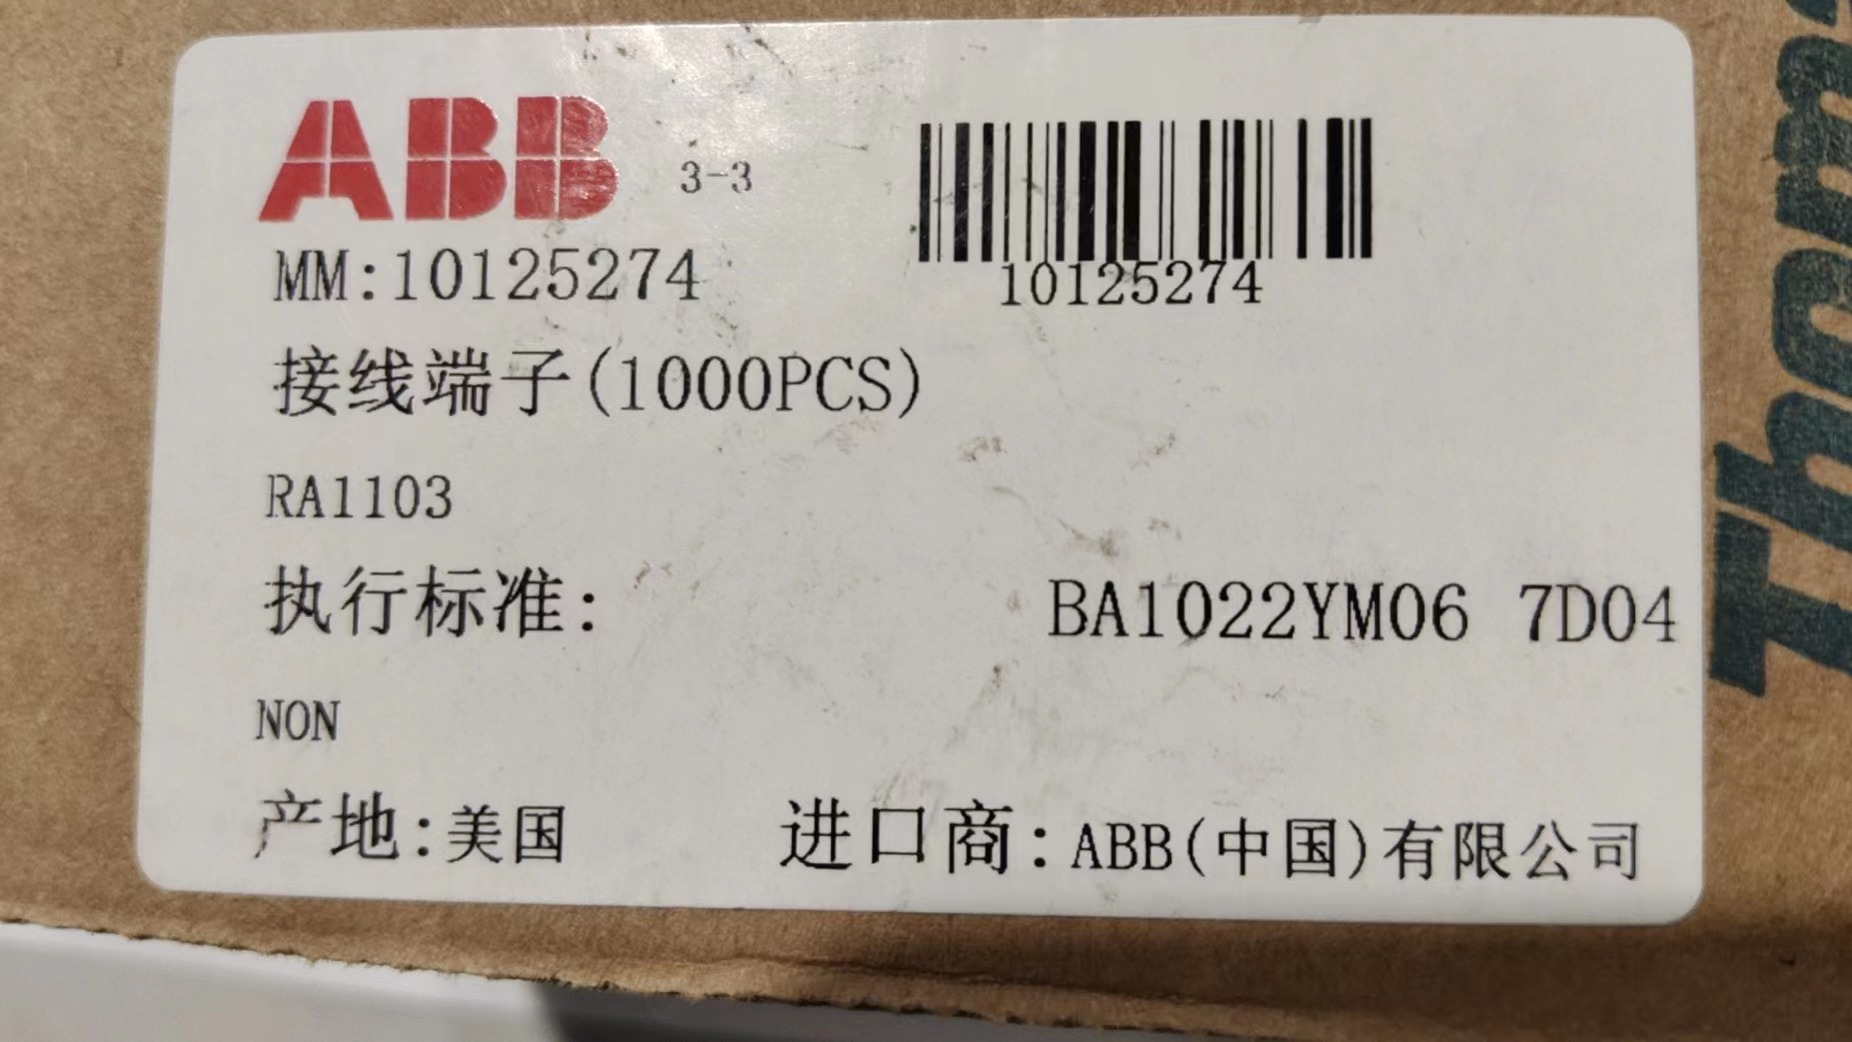 ABB 3-3
MM:10125274
10125274
接线端子(1000PCS)
RA1103
执行标准:
BA1022YM06 7D04
NON
产地:美国
进口商:ABB(中国)有限公司
Thom